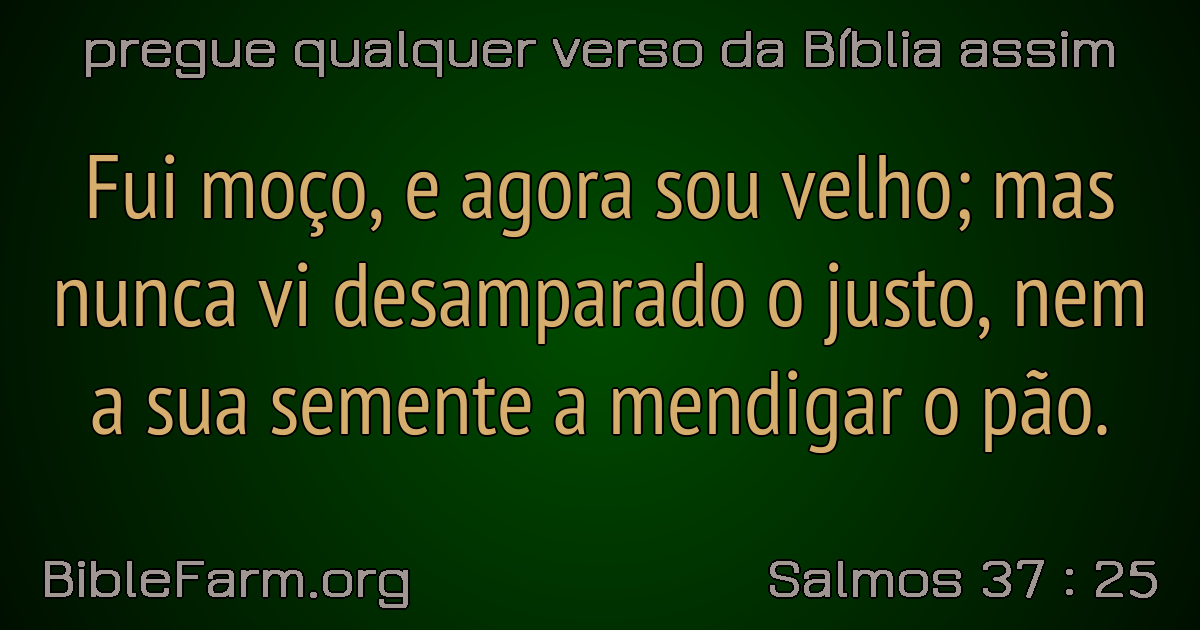 pregue qualquer verso da Bíblia assim
Fui moço, e agora sou velho; mas
nunca vi desamparado o justo, nem
a sua semente a mendigar o pão.
BibleFarm.org
Salmos 37 : 25